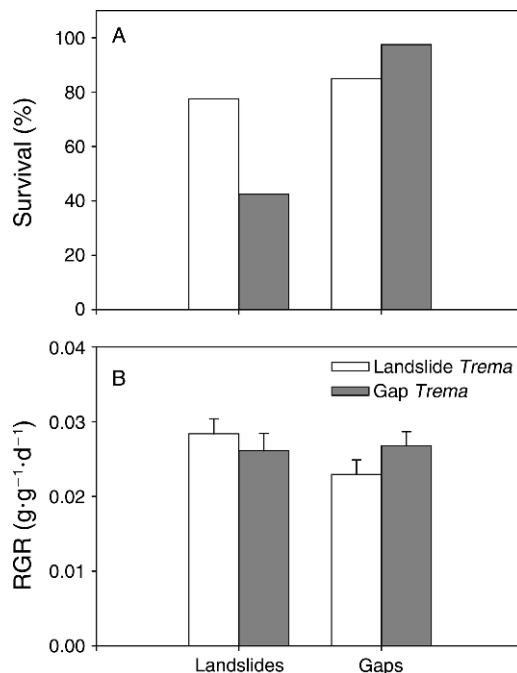 A
100
80
60
40
20
0
Survival (%)
B
Landslide Trema
Gap Trema
0.04
0.03
0.02
0.01
0.00
RGR (g·g⁻¹·d⁻¹)
Landslides Gaps